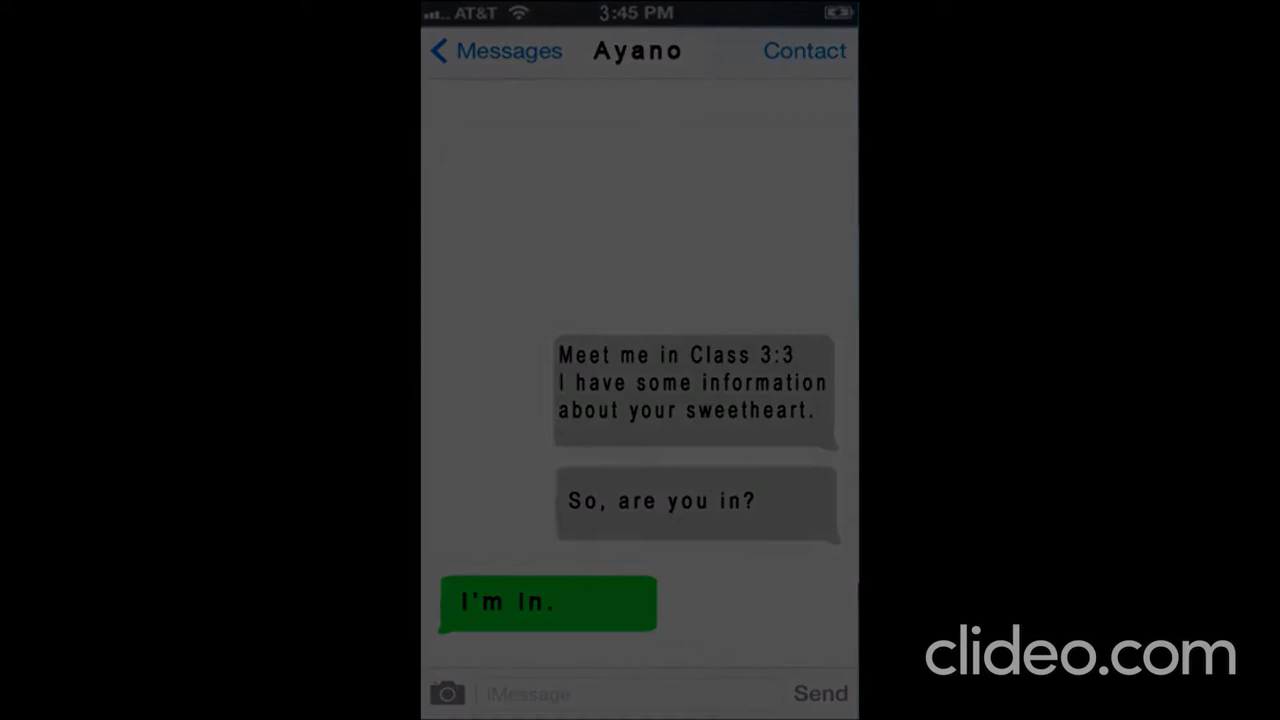 AT&T 3:45 PM
Messages Ayano Contact
Meet me in Class 3:3
I have some information
about your sweetheart.
So, are you in?
I'm In.
iMessage Send
clideo.com